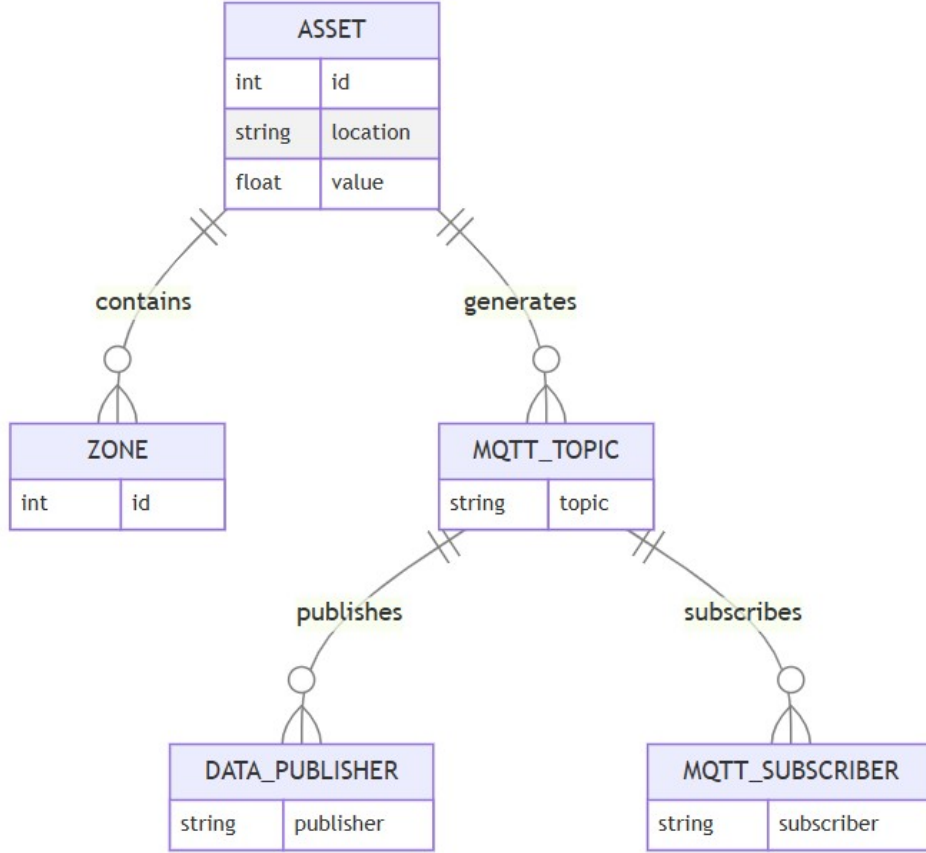 ASSET
int id
string location
float value
contains generates
ZONE MQTT_TOPIC
int id string topic
publishes subscribes
DATA_PUBLISHER MQTT_SUBSCRIBER
string publisher string subscriber